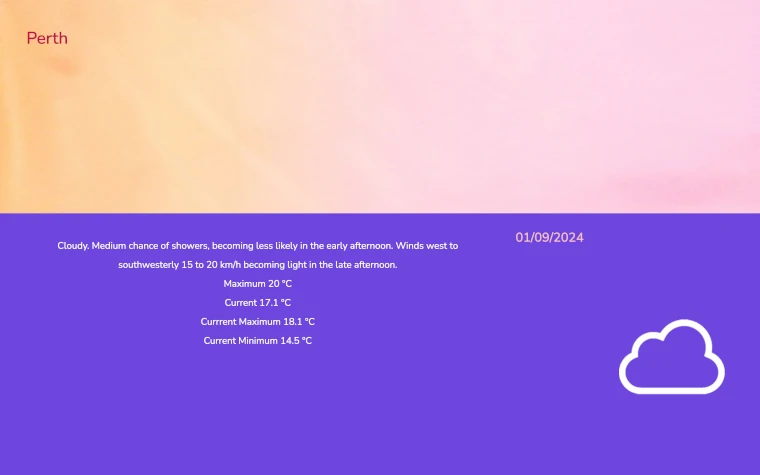 Perth
Cloudy. Medium chance of showers, becoming less likely in the early afternoon. Winds west to
southwesterly 15 to 20 km/h becoming light in the late afternoon.
Maximum 20 °C
Current 17.1 °C
Currrent Maximum 18.1 °C
Current Minimum 14.5 °C
01/09/2024